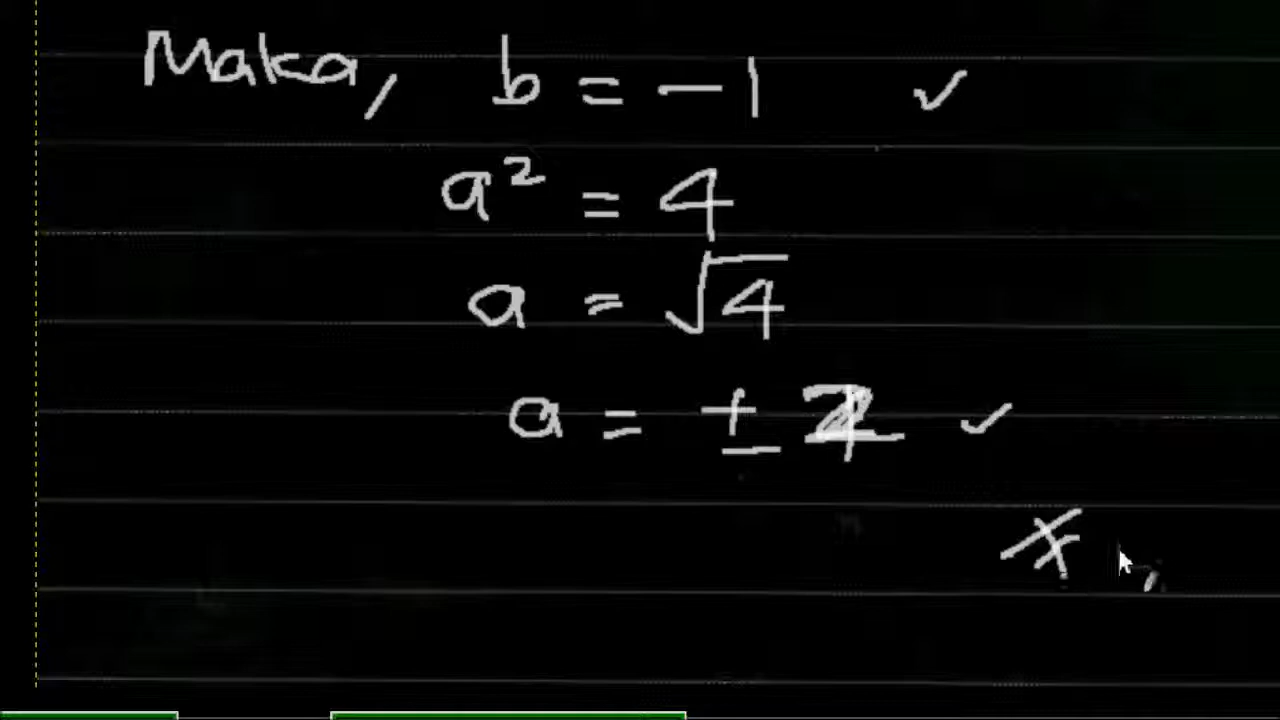 Maka, b = -1 ✓
a² = 4
a = √4
a = ± 2 ✓